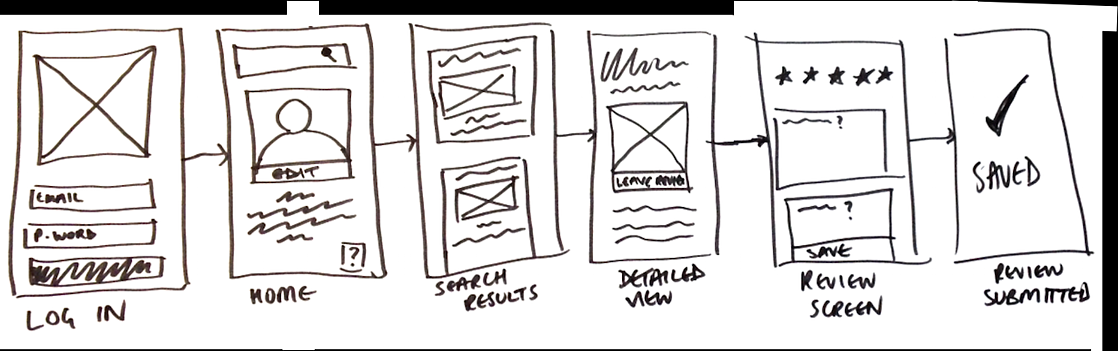 EMAIL
P.WORD
LOG IN
EDIT
?
HOME
SEARCH
RESULTS
LEAVE REVIEW
DETAILED
VIEW
?
?
SAVE
REVIEW
SCREEN
SAVED
REVIEW
SUBMITTED